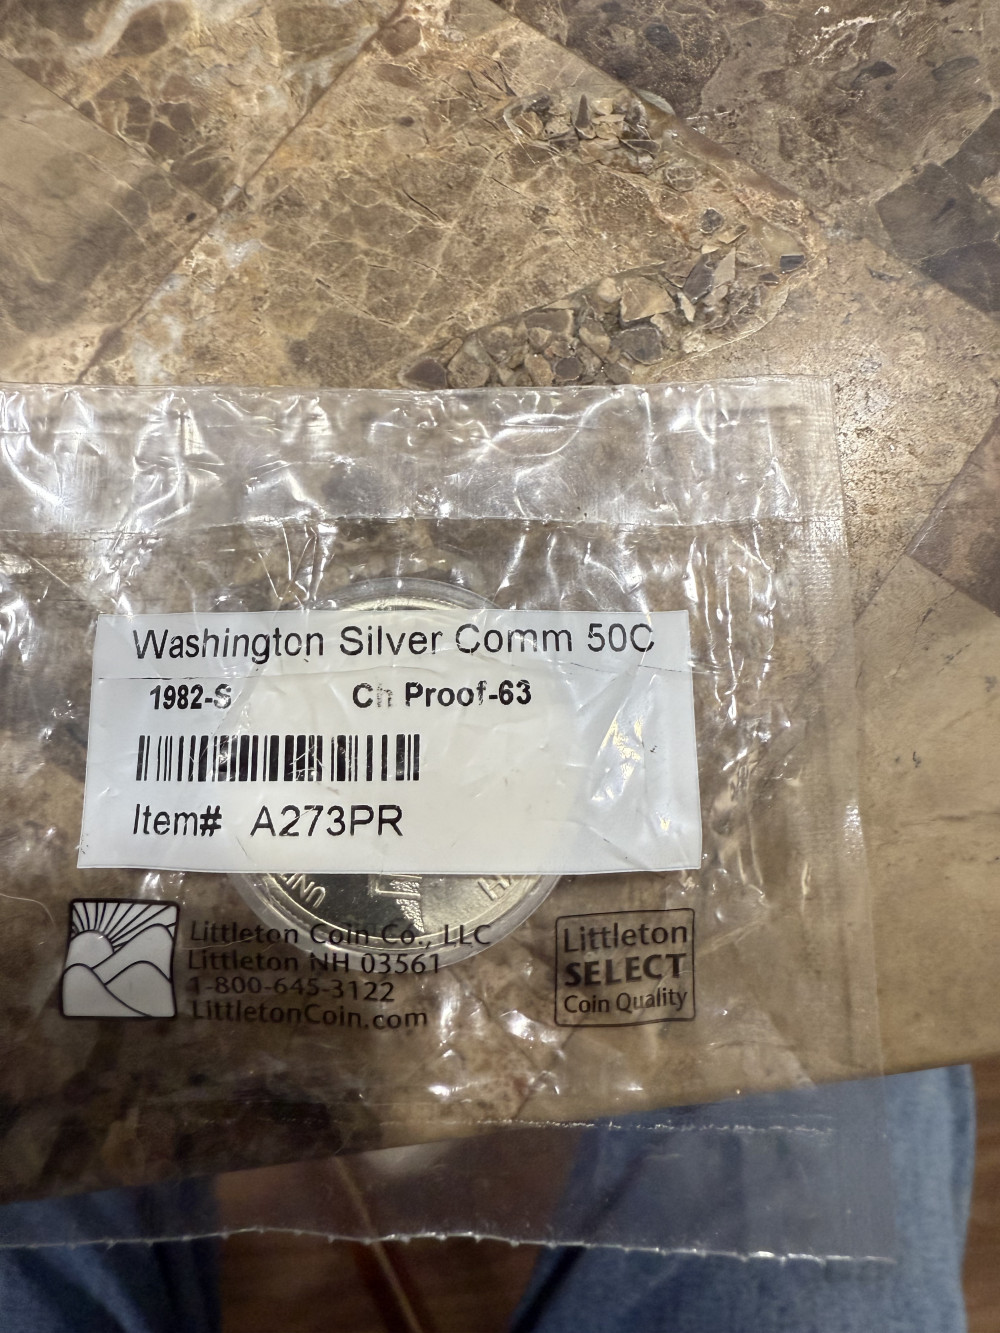 Washington Silver Comm 50C
1982-S Ch Proof-63
Item# A273PR
Littleton Coin Co., LLC
Littleton NH 03561
1-800-645-3122
LittletonCoin.com
Littleton
SELECT
Coin Quality
UNI